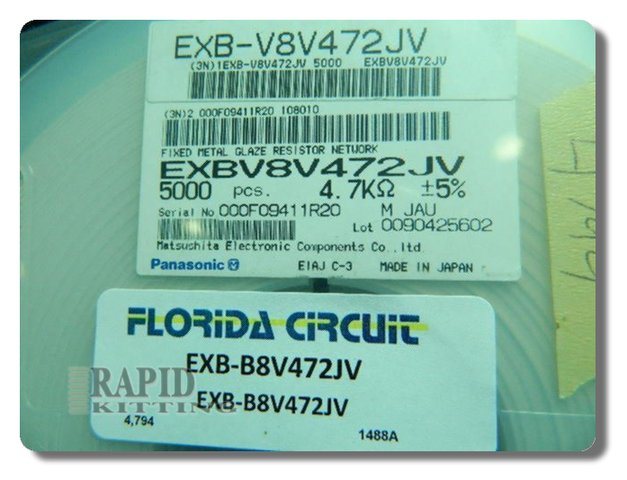 EXB-V8V472JV
(3N)1EXB-V8V472JV 5000 EXBV8V472JV
(3N)2 000F09411R20 108010
FIXED METAL GLAZE RESISTOR NETWORK
EXBV8V472JV
5000 pcs. 4.7KΩ ±5%
Serial No 000F09411R20 M JAU
Lot 0090425602
Matsushita Electronic Components Co.,ltd.
Panasonic EIAJ C-3 MADE IN JAPAN
FLORIDA CIRCUIT
EXB-B8V472JV
EXB-B8V472JV
RAPID
KITTING
4,794 1488A